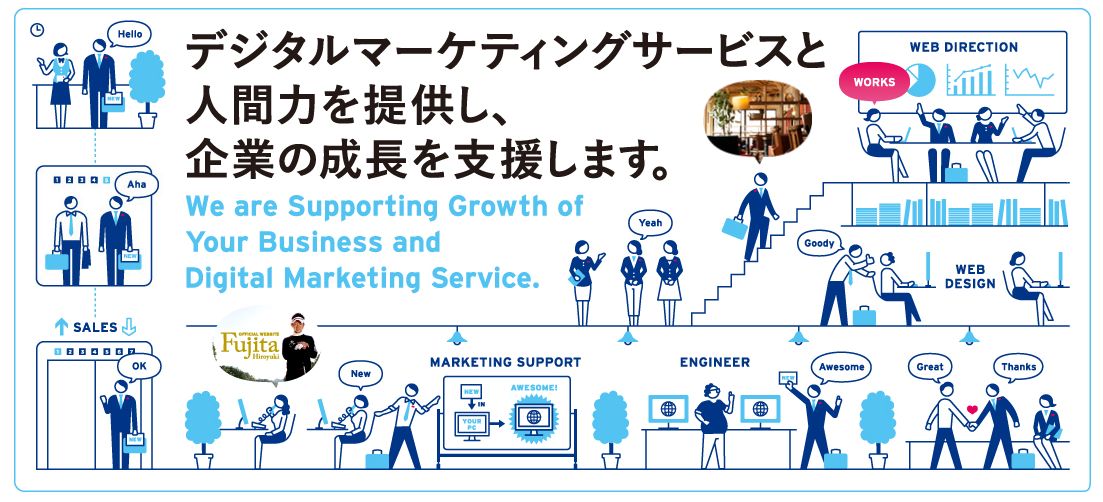 Hello
NEW
1 2 3 4 5
Aha
NEW
SALES
1 2 3 4 5 6 7
OK
NEW
デジタルマーケティングサービスと
人間力を提供し、
企業の成長を支援します。
We are Supporting Growth of
Your Business and
Digital Marketing Service.
WEB DIRECTION
WORKS
Yeah
Goody
WEB
DESIGN
OFFICIAL WEBSITE
Fujita
Hiroyuki
New
MARKETING SUPPORT
NEW
IN
YOUR
PC
AWESOME!
ENGINEER
NEW
Awesome
Great
Thanks